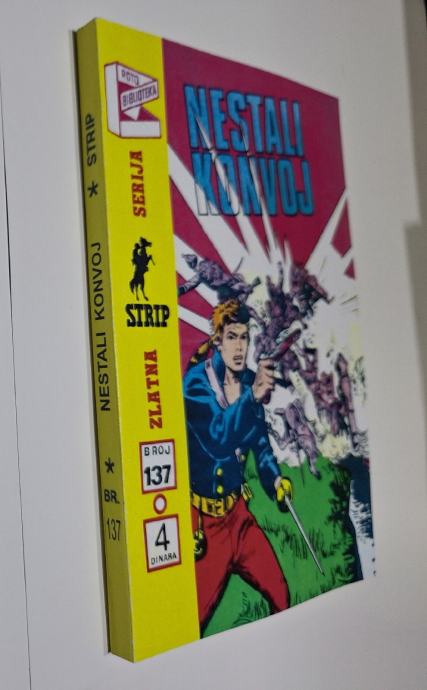 NESTALI
KONVOJ
ROTO
BIBLIOTEKA
ZLATNA
STRIP
SERIJA
BROJ
137
4
DINARA
BR. 137 * NESTALI KONVOJ * STRIP